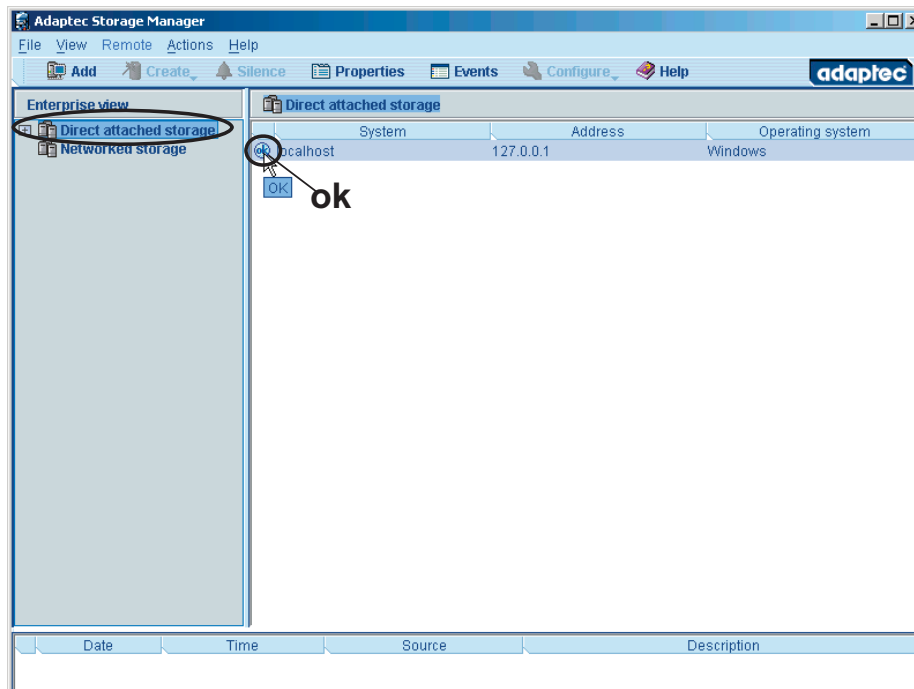 Adaptec Storage Manager
File View Remote Actions Help
Add Create Silence Properties Events Configure Help adaptec
Enterprise view Direct attached storage
Direct attached storage System Address Operating system
Networked storage ok localhost 127.0.0.1 Windows
OK ok
Date Time Source Description